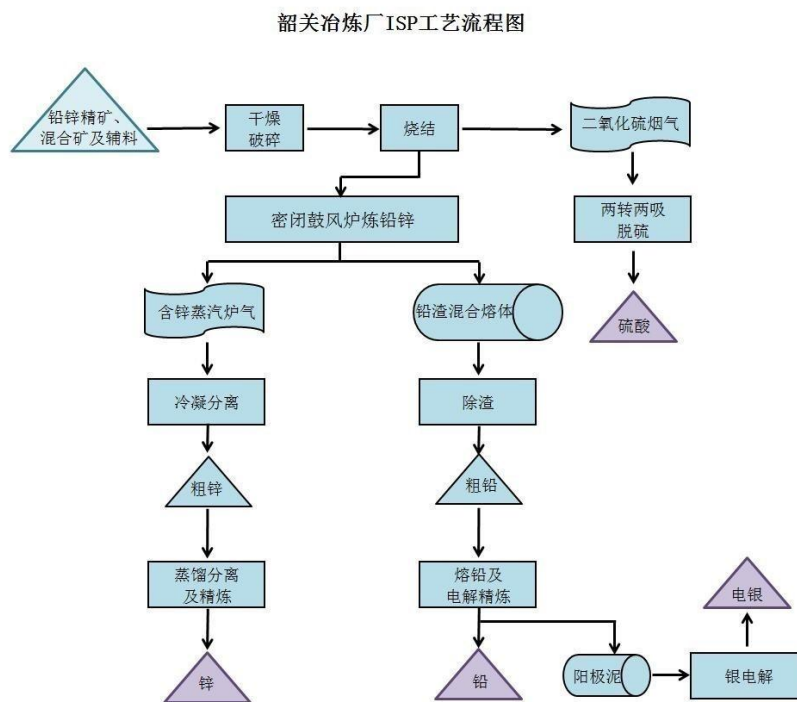 韶关冶炼厂ISP工艺流程图
铅锌精矿、
混合矿及辅料
干燥
破碎
烧结
二氧化硫烟气
密闭鼓风炉炼铅锌
两转两吸
脱硫
含锌蒸汽炉气
铅渣混合熔体
硫酸
冷凝分离
除渣
粗锌
粗铅
蒸馏分离
及精炼
熔铅及
电解精炼
电银
锌
铅
阳极泥
银电解